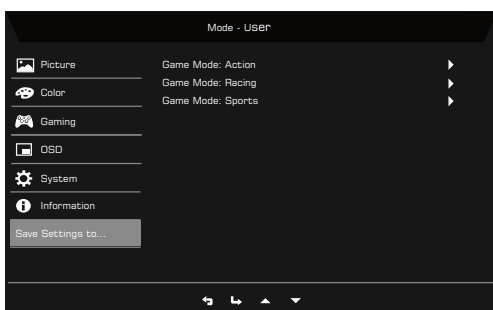 Mode - User
Picture
Color
Gaming
OSD
System
Information
Save Settings to...
Game Mode: Action
Game Mode: Racing
Game Mode: Sports